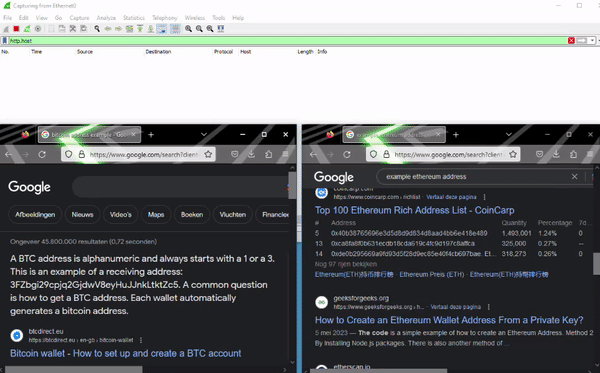 Capturing from Ethernet0
File Edit View Go Capture Analyze Statistics Telephony Wireless Tools Help
http.host
No. Time Source Destination Protocol Host Length Info
bitcoin address example - Goo
https://www.google.com/search?client
Google
Afbeeldingen Nieuws Video's Maps Boeken Vluchten Financiee
Ongeveer 45.800.000 resultaten (0,72 seconden)
A BTC address is alphanumeric and always starts with a 1 or a 3.
This is an example of a receiving address:
3FZbgi29cpjq2GjdwV8eyHuJJnkLtktZc5. A common question
is how to get a BTC address. Each wallet automatically
generates a bitcoin address.
btcdirect.eu
https://btcdirect.eu › en-gb › bitcoin-wallet
Bitcoin wallet - How to set up and create a BTC account
https://www.google.com/search?client
Google
example ethereum address
coincarp.com
https://www.coincarp.com › richlist Vertaal deze pagina
Top 100 Ethereum Rich Address List - CoinCarp
# Address Quantity Percentage 7d
5 0x40b38765696e3d5d8d9d834d8aad4bb6e418e489 1,493,001 1.24% 0
13 0xca8fa8f0b631ecdb18cda619c4fc9d197c8affca 325,000 0.27% ---
14 0xde0b295669a9fd93d5f28d9ec85e40f4cb697bae 318,273 0.26% 0
Nog 97 rijen bekijken
Ethereum(ETH)持币排行榜 Ethereum Preis (ETH) Ethereum(ETH)持幣排行榜
geeksforgeeks.org
https://www.geeksforgeeks.org › h... Vertaal deze pagina
How to Create an Ethereum Wallet Address From a Private Key?
5 mei 2023 — The code is a simple example of how to create an Ethereum Address. Method 2
By Installing Node.js packages. There is also another method of ...
etherscan.io